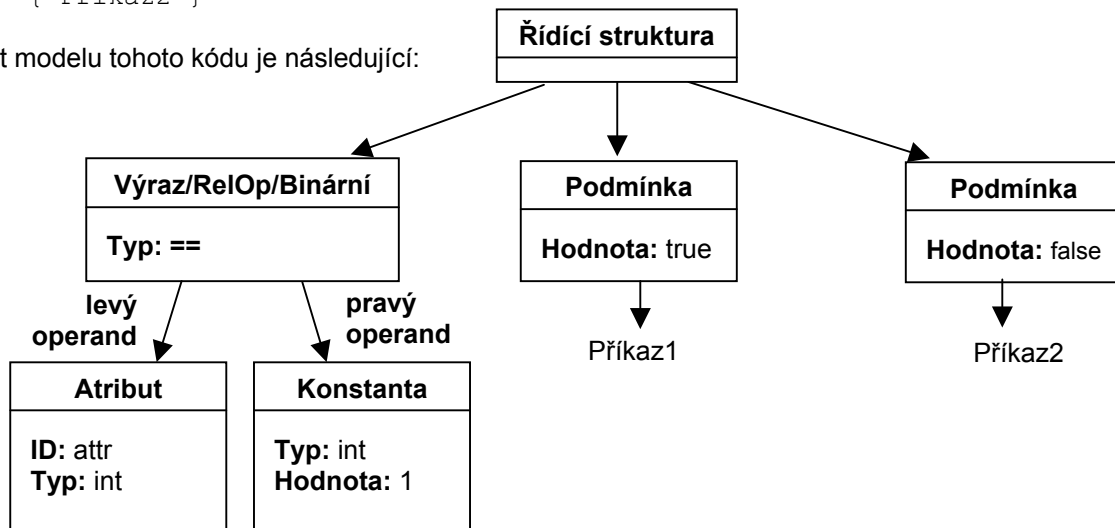 { Příkaz2 }
t modelu tohoto kódu je následující:
Řídící struktura
Výraz/RelOp/Binární
Typ: ==
Podmínka
Hodnota: true
Podmínka
Hodnota: false
levý
operand
pravý
operand
Příkaz1
Příkaz2
Atribut
ID: attr
Typ: int
Konstanta
Typ: int
Hodnota: 1